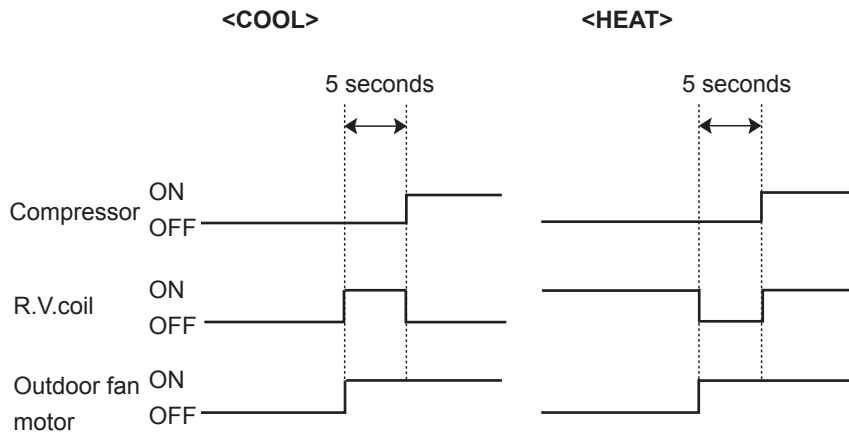 <COOL> <HEAT>
5 seconds 5 seconds
Compressor ON
OFF
R.V.coil ON
OFF
Outdoor fan motor ON
OFF